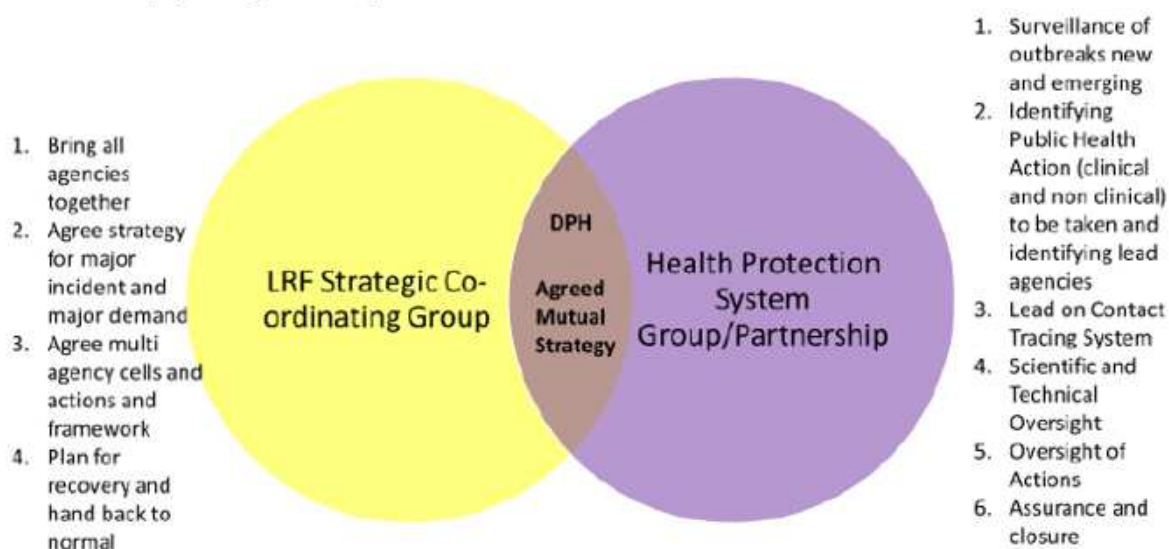 1. Bring all
agencies
together
2. Agree strategy
for major
incident and
major demand
3. Agree multi
agency cells and
actions and
framework
4. Plan for
recovery and
hand back to
normal
LRF Strategic Co-
ordinating Group
DPH
Agreed
Mutual
Strategy
Health Protection
System
Group/Partnership
1. Surveillance of
outbreaks new
and emerging
2. Identifying
Public Health
Action (clinical
and non clinical)
to be taken and
identifying lead
agencies
3. Lead on Contact
Tracing System
4. Scientific and
Technical
Oversight
5. Oversight of
Actions
6. Assurance and
closure